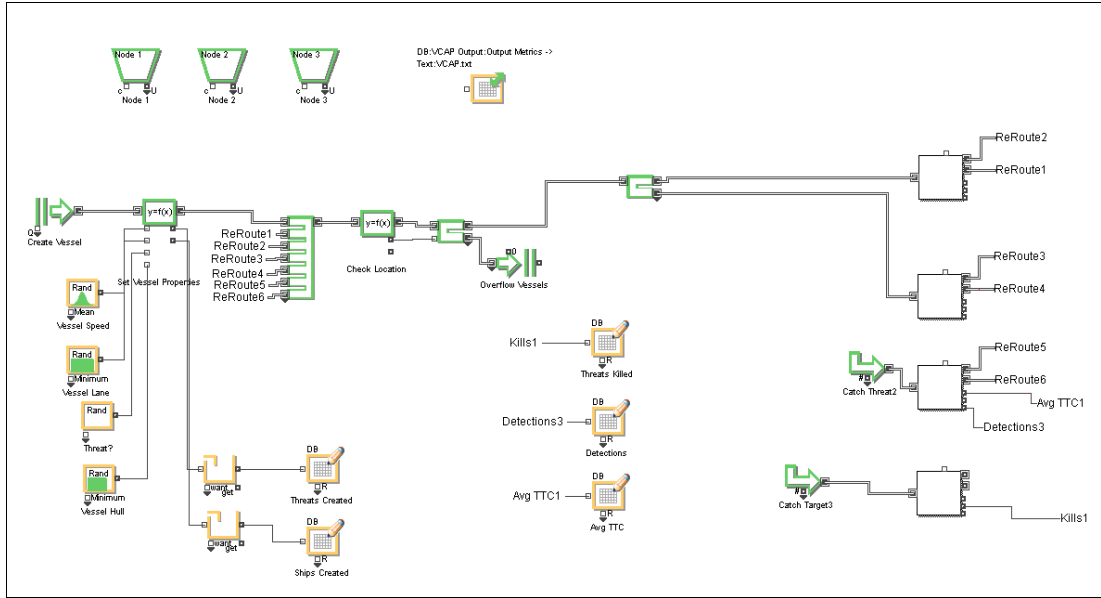 DB:VCAP Output:Output Metrics ->
Text:VCAP.txt
Node 1
Node 2
Node 3
c U
c U
c U
Node 1
Node 2
Node 3
ReRoute2
ReRoute1
y=f(x)
y=f(x)
Q
Create Vessel
ReRoute1
ReRoute2
ReRoute3
ReRoute4
ReRoute5
ReRoute6
Check Location
0
Overflow Vessels
Set Vessel Properties
ReRoute3
ReRoute4
Rand
Mean
Vessel Speed
Kills1
DB
R
Threats Killed
Rand
Minimum
Vessel Lane
ReRoute5
ReRoute6
#
Catch Threat2
Avg TTC1
Detections3
Rand
Threat?
Detections3
DB
R
Detections
Rand
Minimum
Vessel Hull
want
get
DB
R
Threats Created
Avg TTC1
DB
R
Avg TTC
#
Catch Target3
Kills1
want
get
DB
R
Ships Created